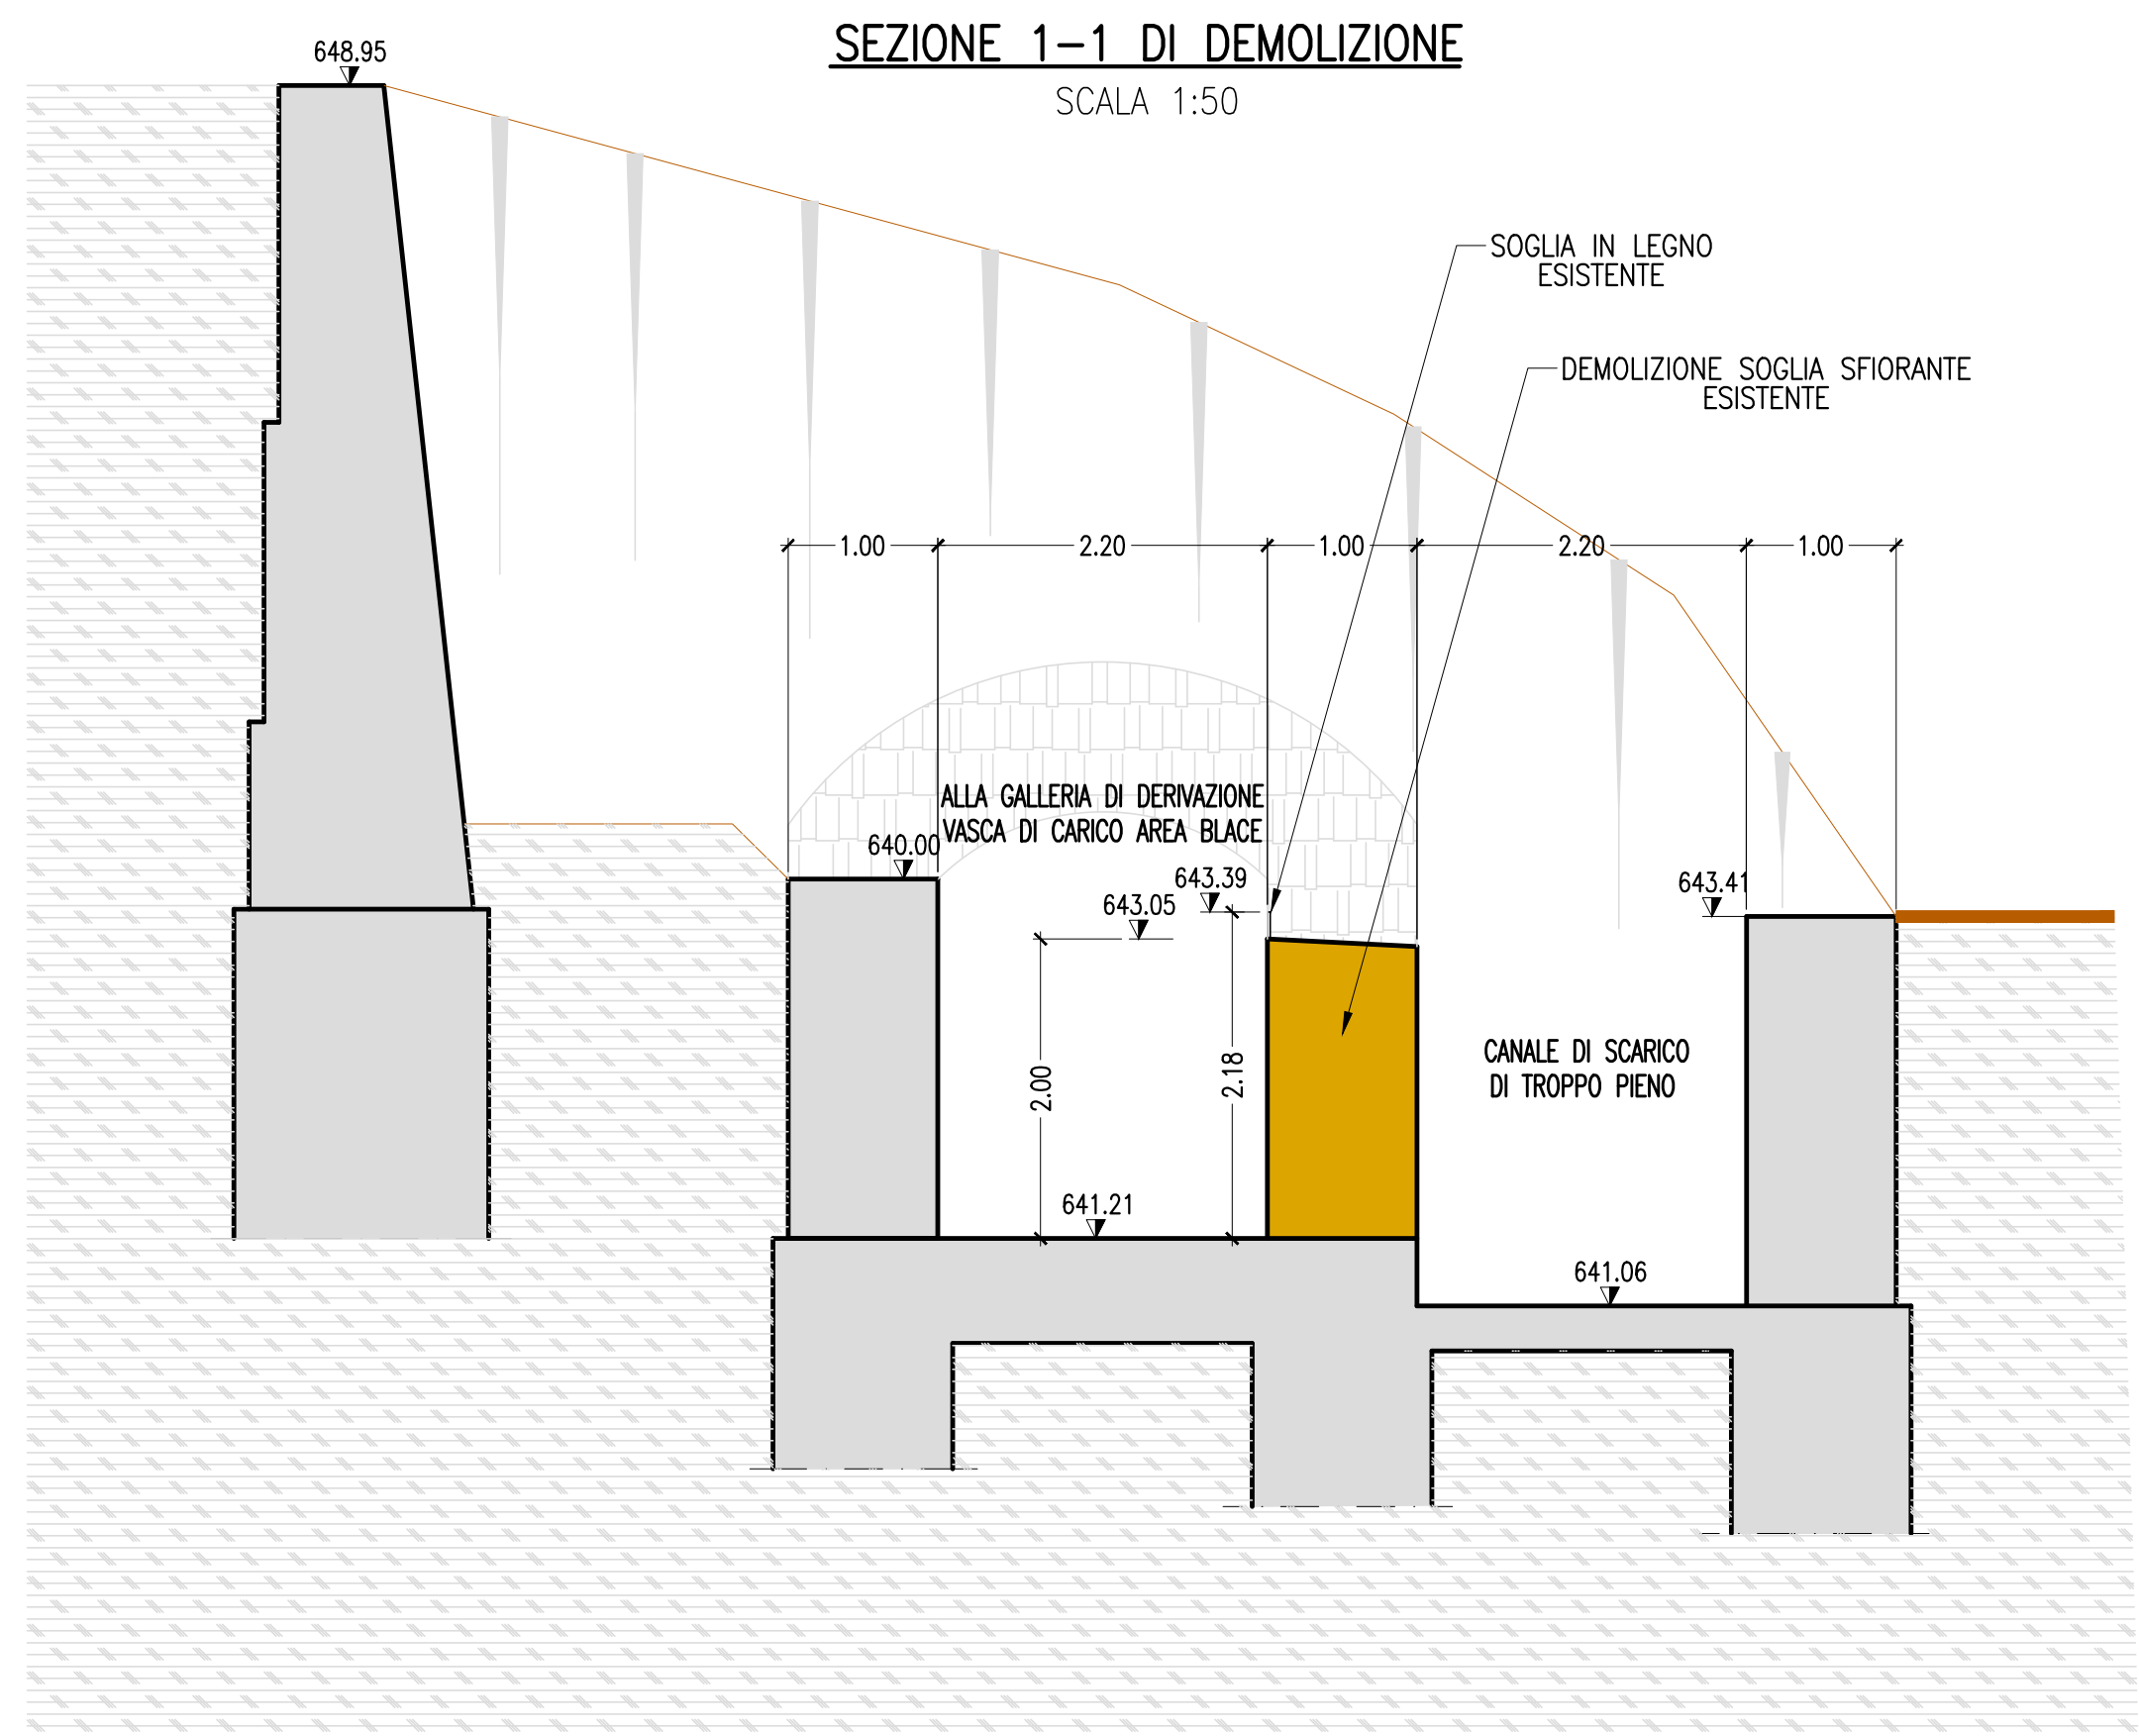 SEZIONE 1-1 DI DEMOLIZIONE
SCALA 1:50
648.95
SOGLIA IN LEGNO
ESISTENTE
DEMOLIZIONE SOGLIA SFIORANTE
ESISTENTE
1.00
2.20
1.00
2.20
1.00
ALLA GALLERIA DI DERIVAZIONE
VASCA DI CARICO AREA BLACE
640.00
643.39
643.41
643.05
2.00
2.18
CANALE DI SCARICO
DI TROPPO PIENO
641.21
641.06